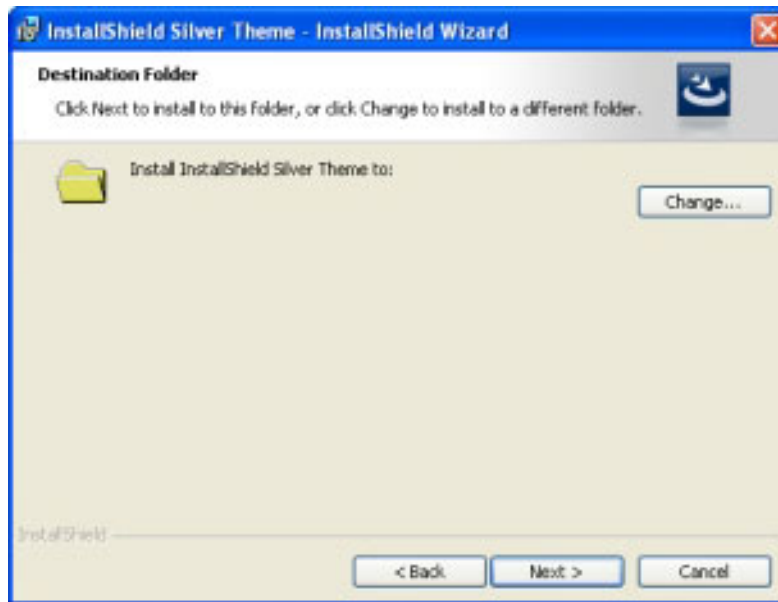 InstallShield Silver Theme - InstallShield Wizard
Destination Folder
Click Next to install to this folder, or click Change to install to a different folder.
Install InstallShield Silver Theme to:
Change...
InstallShield
< Back
Next >
Cancel